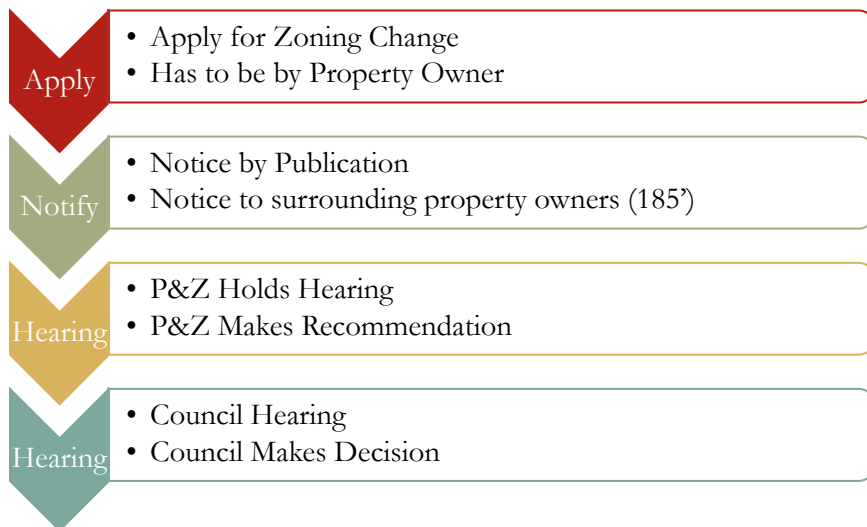 Apply
• Apply for Zoning Change
• Has to be by Property Owner
Notify
• Notice by Publication
• Notice to surrounding property owners (185’)
Hearing
• P&Z Holds Hearing
• P&Z Makes Recommendation
Hearing
• Council Hearing
• Council Makes Decision